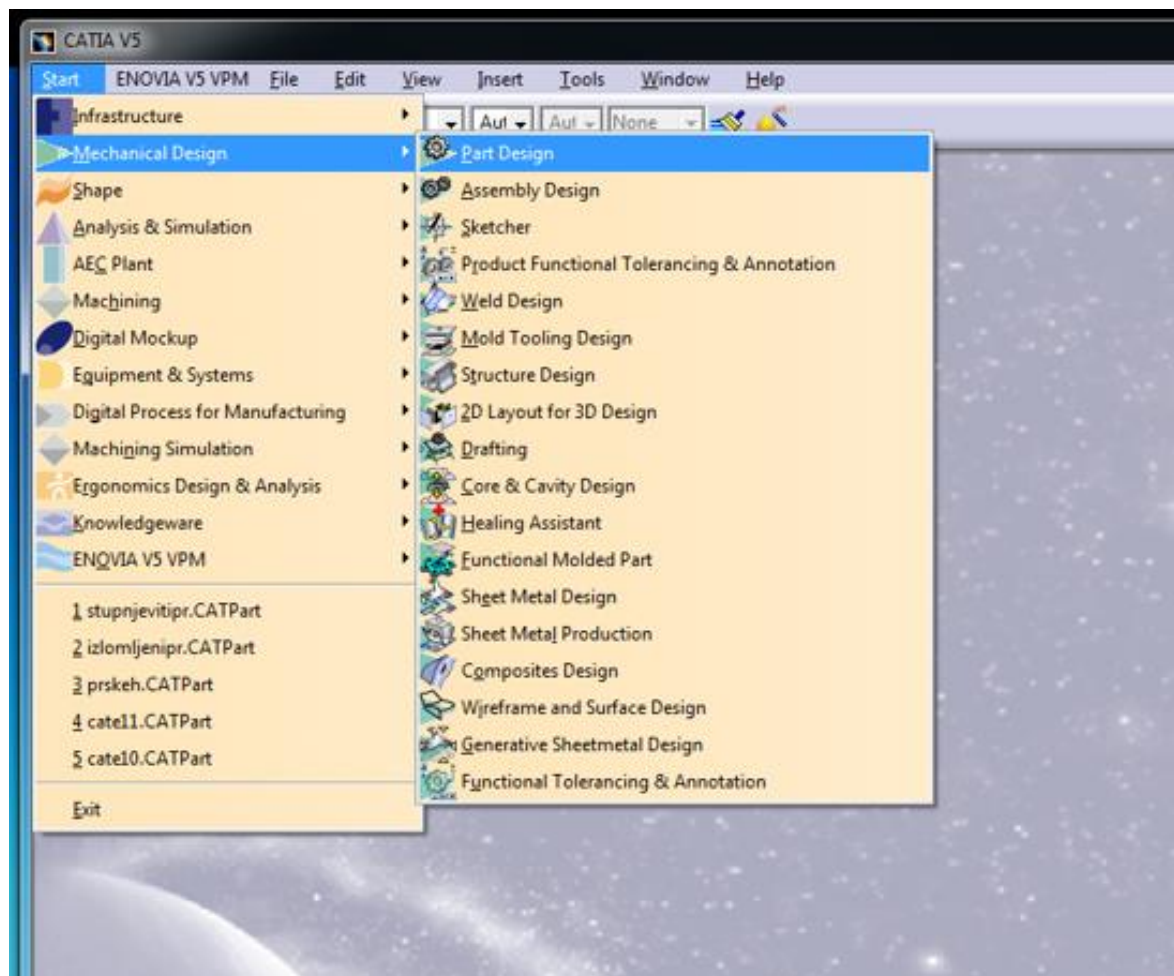 CATIA V5
Start ENOVIA V5 VPM File Edit View Insert Tools Window Help
Aut Aut None
Infrastructure
Mechanical Design
Shape
Analysis & Simulation
AEC Plant
Machining
Digital Mockup
Equipment & Systems
Digital Process for Manufacturing
Machining Simulation
Ergonomics Design & Analysis
Knowledgeware
ENOVIA V5 VPM
1 stupnjevitipr.CATPart
2 izlomljenipr.CATPart
3 prskeh.CATPart
4 cate11.CATPart
5 cate10.CATPart
Exit
Part Design
Assembly Design
Sketcher
Product Functional Tolerancing & Annotation
Weld Design
Mold Tooling Design
Structure Design
2D Layout for 3D Design
Drafting
Core & Cavity Design
Healing Assistant
Functional Molded Part
Sheet Metal Design
Sheet Metal Production
Composites Design
Wireframe and Surface Design
Generative Sheetmetal Design
Functional Tolerancing & Annotation